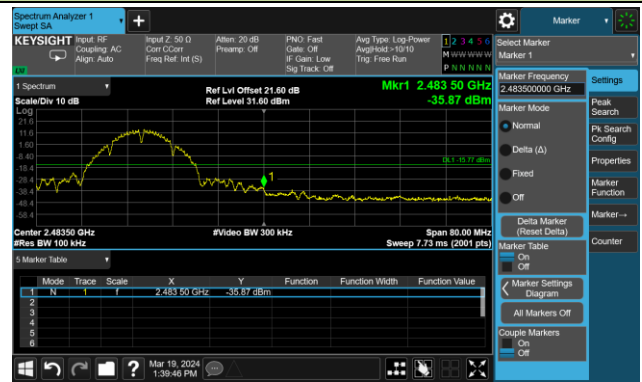 Spectrum Analyzer 1
Swept SA
+
Marker
KEYSIGHT
Input: RF
Coupling: AC
Align: Auto
Input Z: 50 Ω
Corr CCorr
Freq Ref: Int (S)
Atten: 20 dB
Preamp: Off
PNO: Fast
Gate: Off
IF Gain: Low
Sig Track: Off
Avg Type: Log-Power
Avg|Hold:>10/10
Trig: Free Run
1 2 3 4 5 6
M W W W W W
P N N N N N
LW
Select Marker
Marker 1
1 Spectrum
Scale/Div 10 dB
Ref Lvl Offset 21.60 dB
Ref Level 31.60 dBm
Mkr1 2.483 50 GHz
-35.87 dBm
Log
21.6
11.6
1.60
-8.40
-18.4
-28.4
-38.4
-48.4
-58.4
DL1 -15.77 dBm
1
Center 2.48350 GHz
#Res BW 100 kHz
#Video BW 300 kHz
Span 80.00 MHz
Sweep 7.73 ms (2001 pts)
5 Marker Table
Mode Trace Scale X Y Function Function Width Function Value
1 N 1 f 2.483 50 GHz -35.87 dBm
2
3
4
5
6
Marker Frequency
2.483500000 GHz
Marker Mode
Normal
Delta (Δ)
Fixed
Off
Delta Marker
(Reset Delta)
Marker Table
On
Off
Marker Settings
Diagram
All Markers Off
Couple Markers
On
Off
Settings
Peak
Search
Pk Search
Config
Properties
Marker
Function
Marker→
Counter
?
Mar 19, 2024
1:39:46 PM